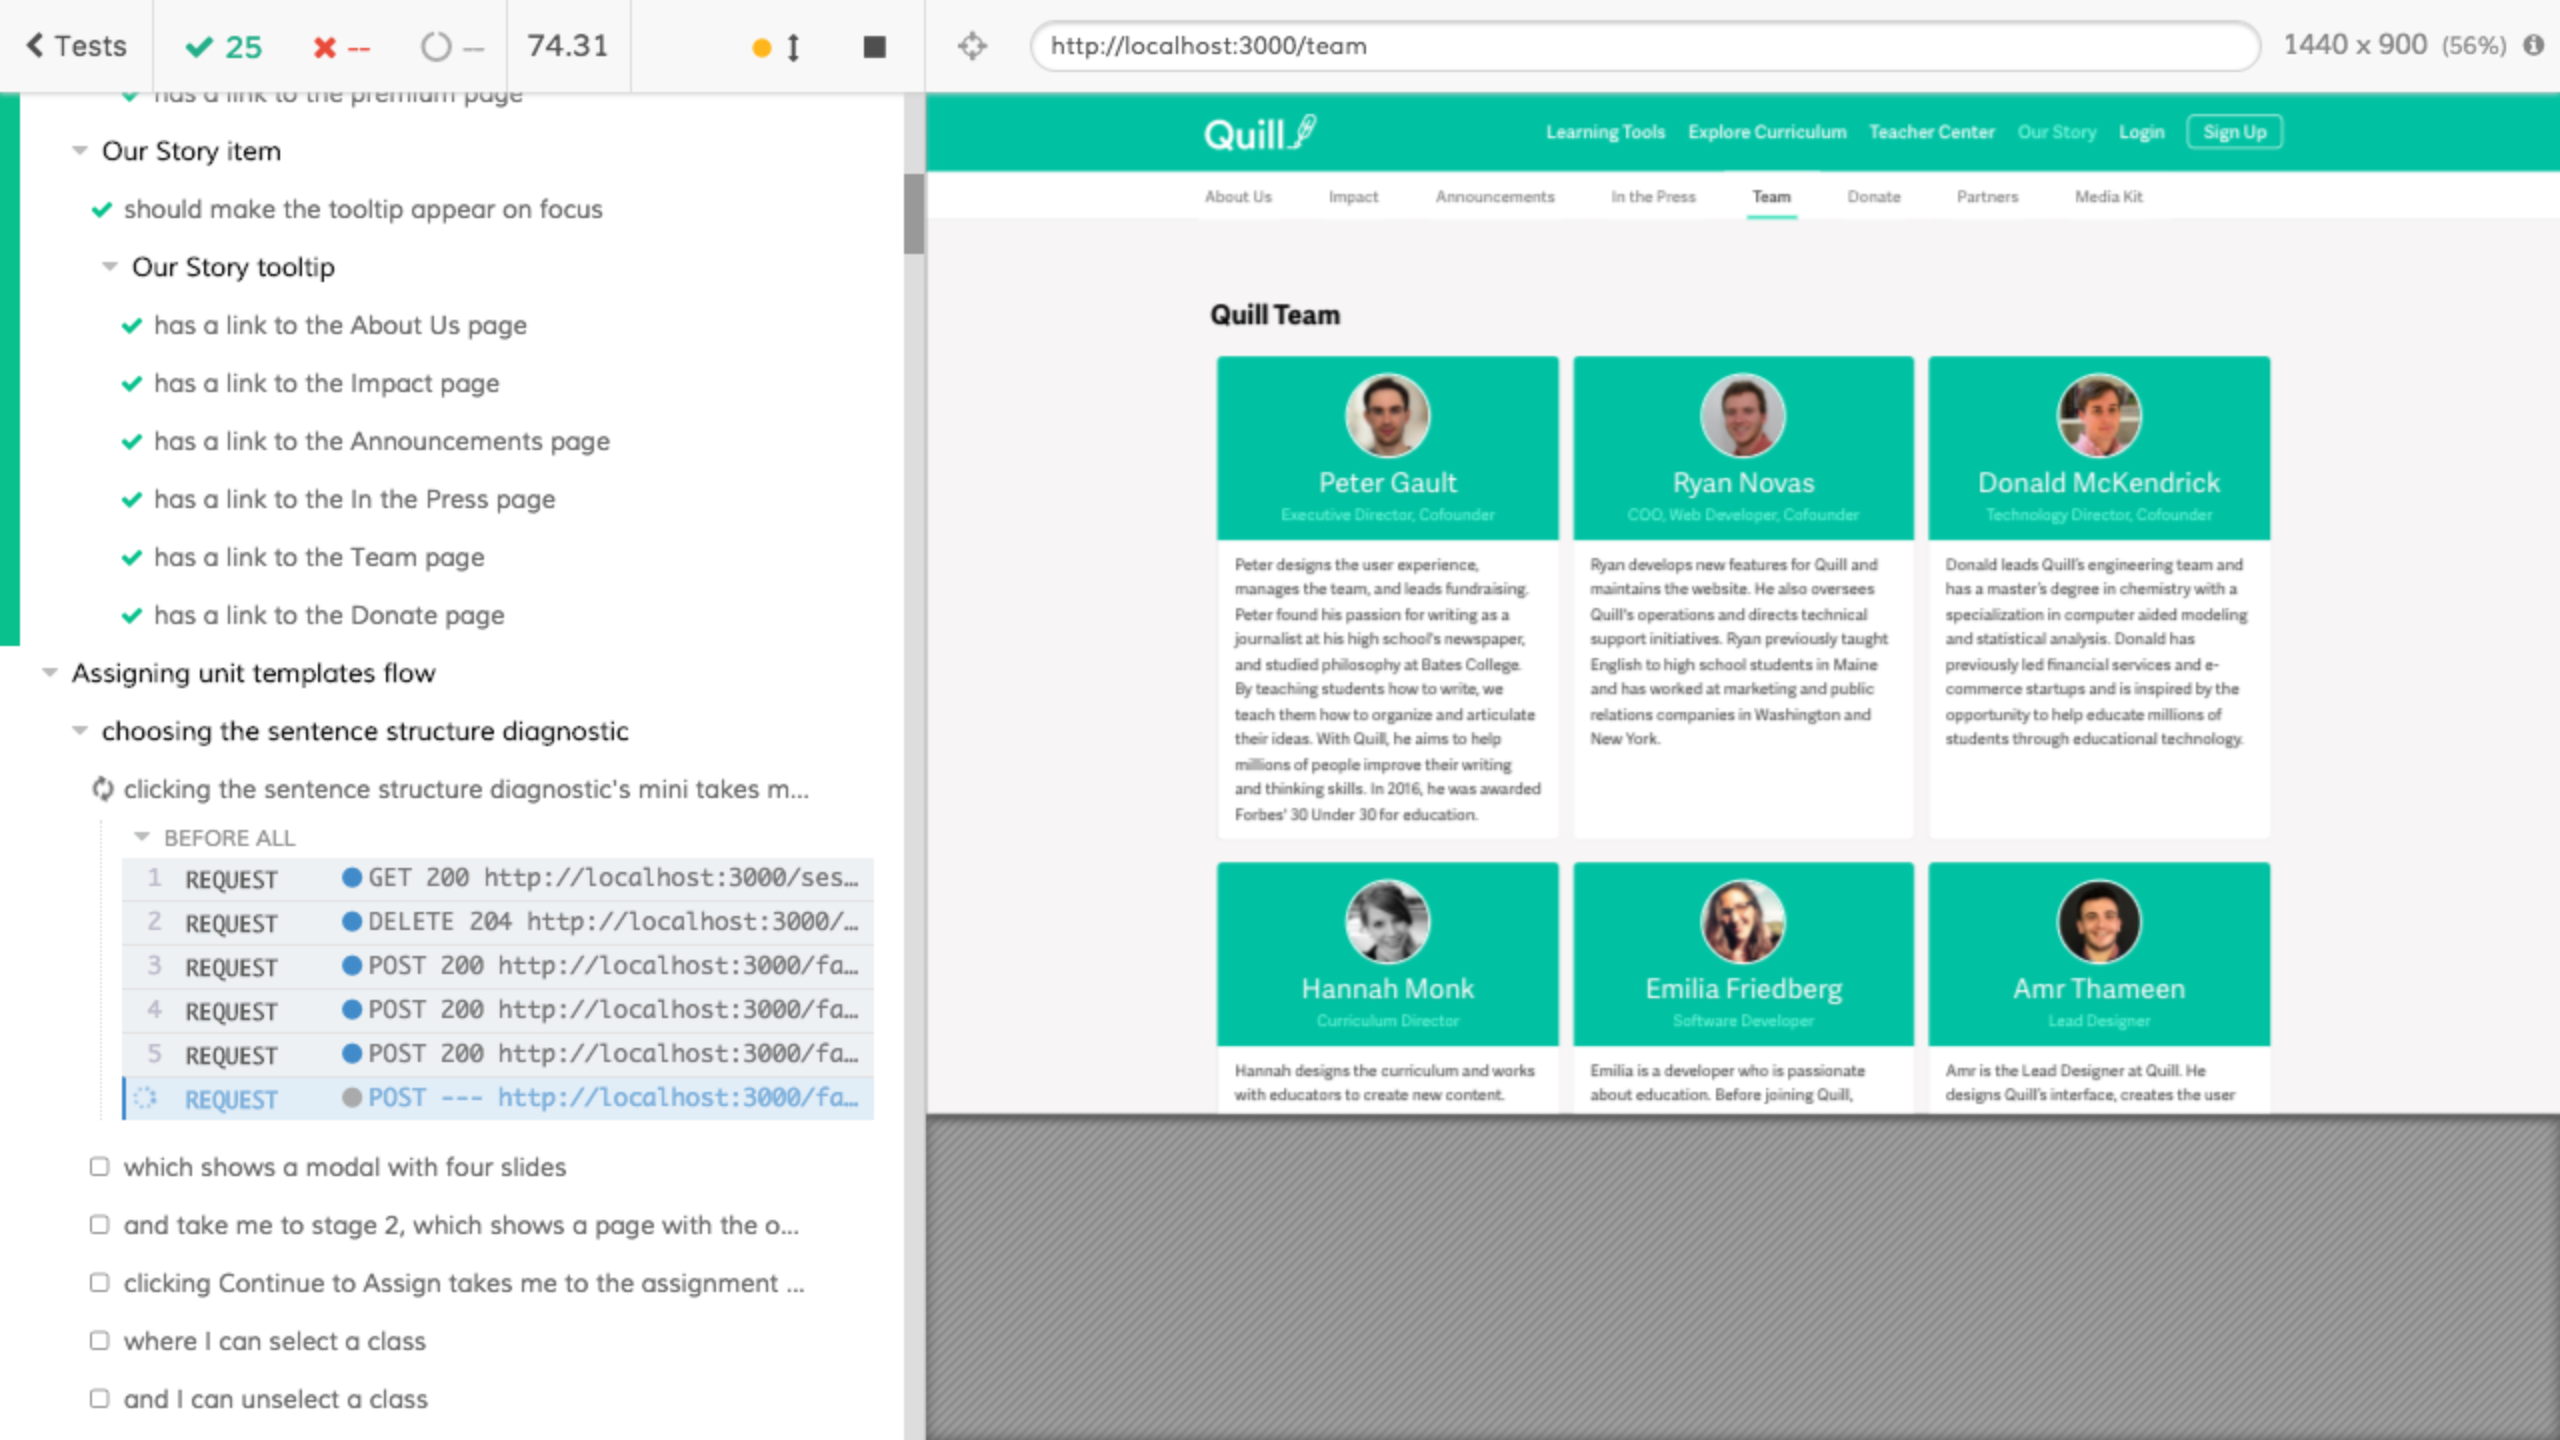 Tests
25
--
--
74.31
http://localhost:3000/team
1440 x 900 (56%)
has a link to the premium page
Our Story item
should make the tooltip appear on focus
Our Story tooltip
has a link to the About Us page
has a link to the Impact page
has a link to the Announcements page
has a link to the In the Press page
has a link to the Team page
has a link to the Donate page
Assigning unit templates flow
choosing the sentence structure diagnostic
clicking the sentence structure diagnostic's mini takes m...
BEFORE ALL
1 REQUEST GET 200 http://localhost:3000/ses...
2 REQUEST DELETE 204 http://localhost:3000/...
3 REQUEST POST 200 http://localhost:3000/fa...
4 REQUEST POST 200 http://localhost:3000/fa...
5 REQUEST POST 200 http://localhost:3000/fa...
REQUEST POST --- http://localhost:3000/fa...
which shows a modal with four slides
and take me to stage 2, which shows a page with the o...
clicking Continue to Assign takes me to the assignment ...
where I can select a class
and I can unselect a class
Quill
Learning Tools Explore Curriculum Teacher Center Our Story Login Sign Up
About Us Impact Announcements In the Press Team Donate Partners Media Kit
Quill Team
Peter Gault
Executive Director, Cofounder
Peter designs the user experience,
manages the team, and leads fundraising.
Peter found his passion for writing as a
journalist at his high school's newspaper,
and studied philosophy at Bates College.
By teaching students how to write, we
teach them how to organize and articulate
their ideas. With Quill, he aims to help
millions of people improve their writing
and thinking skills. In 2016, he was awarded
Forbes' 30 Under 30 for education.
Ryan Novas
COO, Web Developer, Cofounder
Ryan develops new features for Quill and
maintains the website. He also oversees
Quill's operations and directs technical
support initiatives. Ryan previously taught
English to high school students in Maine
and has worked at marketing and public
relations companies in Washington and
New York.
Donald McKendrick
Technology Director, Cofounder
Donald leads Quill's engineering team and
has a master's degree in chemistry with a
specialization in computer aided modeling
and statistical analysis. Donald has
previously led financial services and e-
commerce startups and is inspired by the
opportunity to help educate millions of
students through educational technology.
Hannah Monk
Curriculum Director
Hannah designs the curriculum and works
with educators to create new content.
Emilia Friedberg
Software Developer
Emilia is a developer who is passionate
about education. Before joining Quill,
Amr Thameen
Lead Designer
Amr is the Lead Designer at Quill. He
designs Quill's interface, creates the user